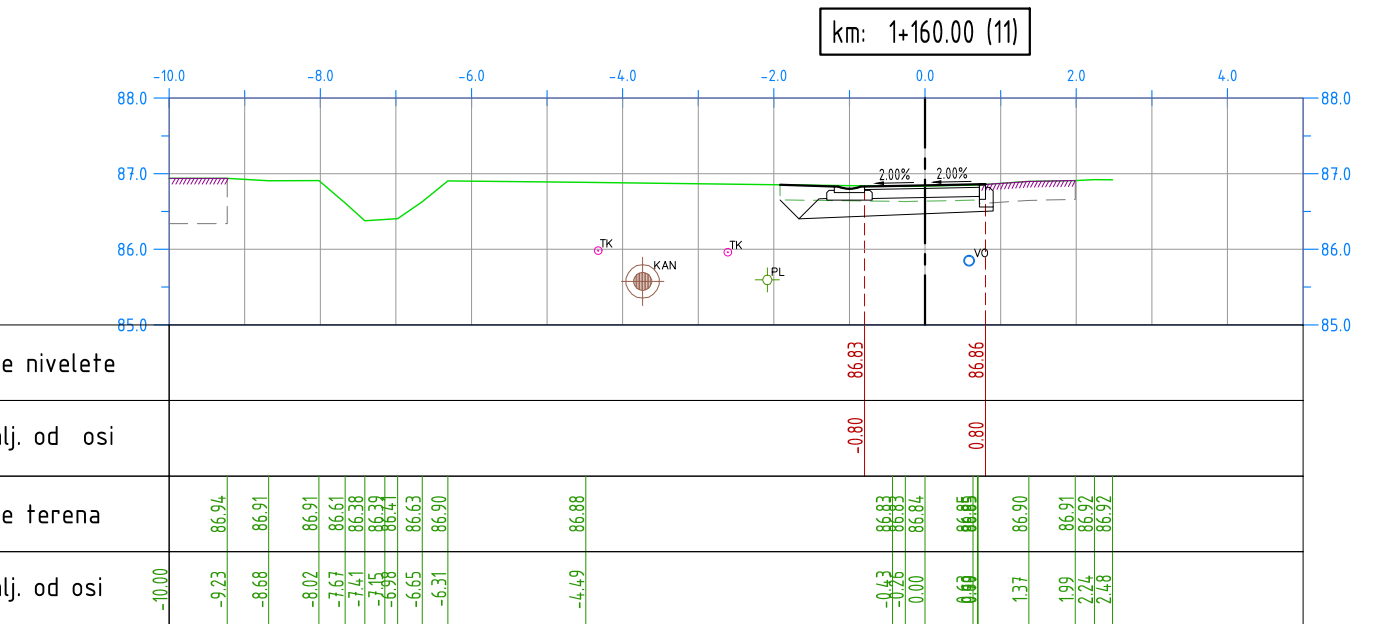 km: 1+160.00 (11)
-10.0 -8.0 -6.0 -4.0 -2.0 0.0 2.0 4.0
88.0 88.0
87.0 2.00% 2.00% 87.0
86.0 TK TK VO 86.0
KAN PL
85.0 85.0
e nivelete 86.83 86.86
lj. od osi -0.80 0.80
e terena 86.94 86.91 86.91 86.61 86.38 86.39 86.41 86.63 86.90 86.88 86.83 86.83 86.84 86.85 86.90 86.91 86.92 86.92
lj. od osi -10.00 -9.23 -8.68 -8.02 -7.67 -7.41 -7.15 -6.98 -6.65 -6.31 -4.49 -0.43 -0.26 0.00 1.37 1.99 2.24 2.48